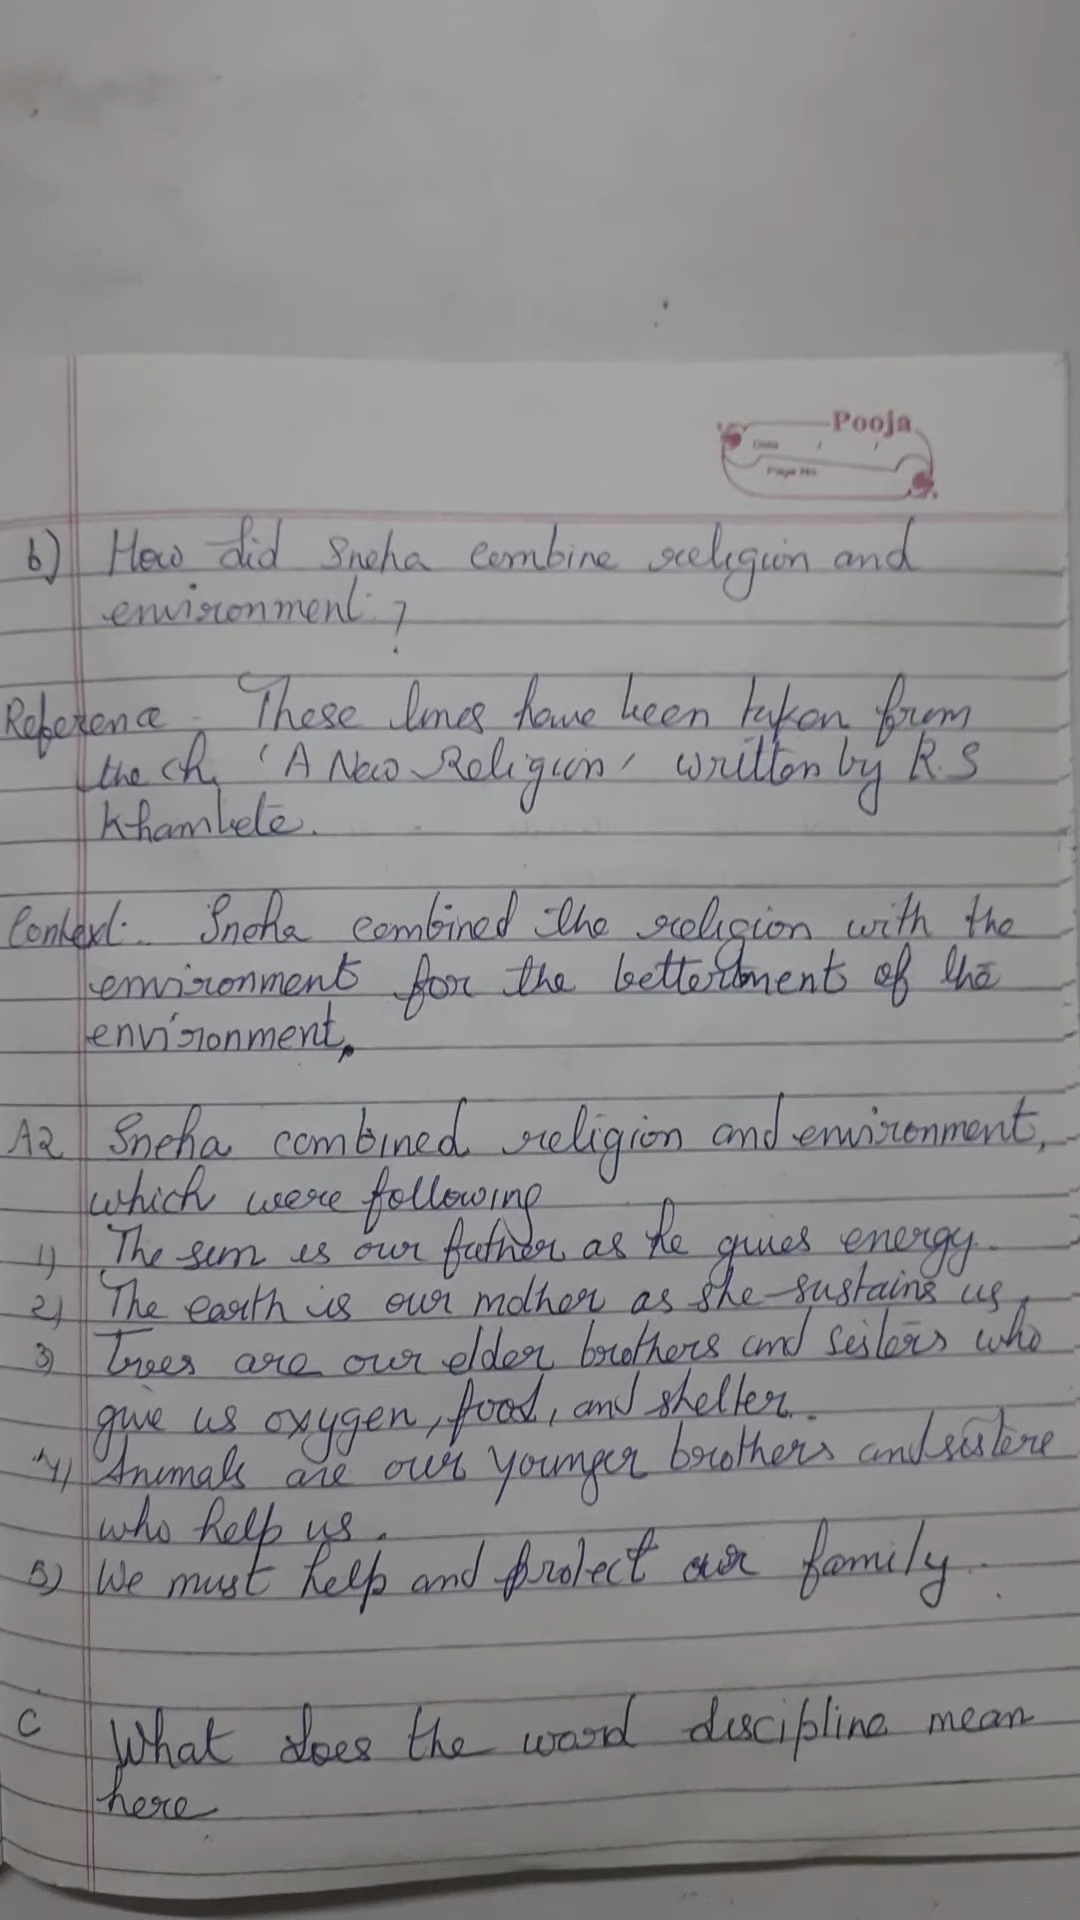 Pooja
Date / /
Page No.
b) How did Sneha combine religion and
environment ?
Reference - These lines have been taken from
the ch, 'A New Religion' written by R.S
Khambete.
Context:- Sneha combined the religion with the
environment for the betterment of the
environment.
A2 Sneha combined religion and environment,
which were following
1) The sun is our father as he gives energy.
2) The earth is our mother as she sustains us.
3) Trees are our elder brothers and sisters who
give us oxygen, food, and shelter.
4) Animals are our younger brothers and sisters
who help us.
5) We must help and protect our family.
C What does the word discipline mean
here